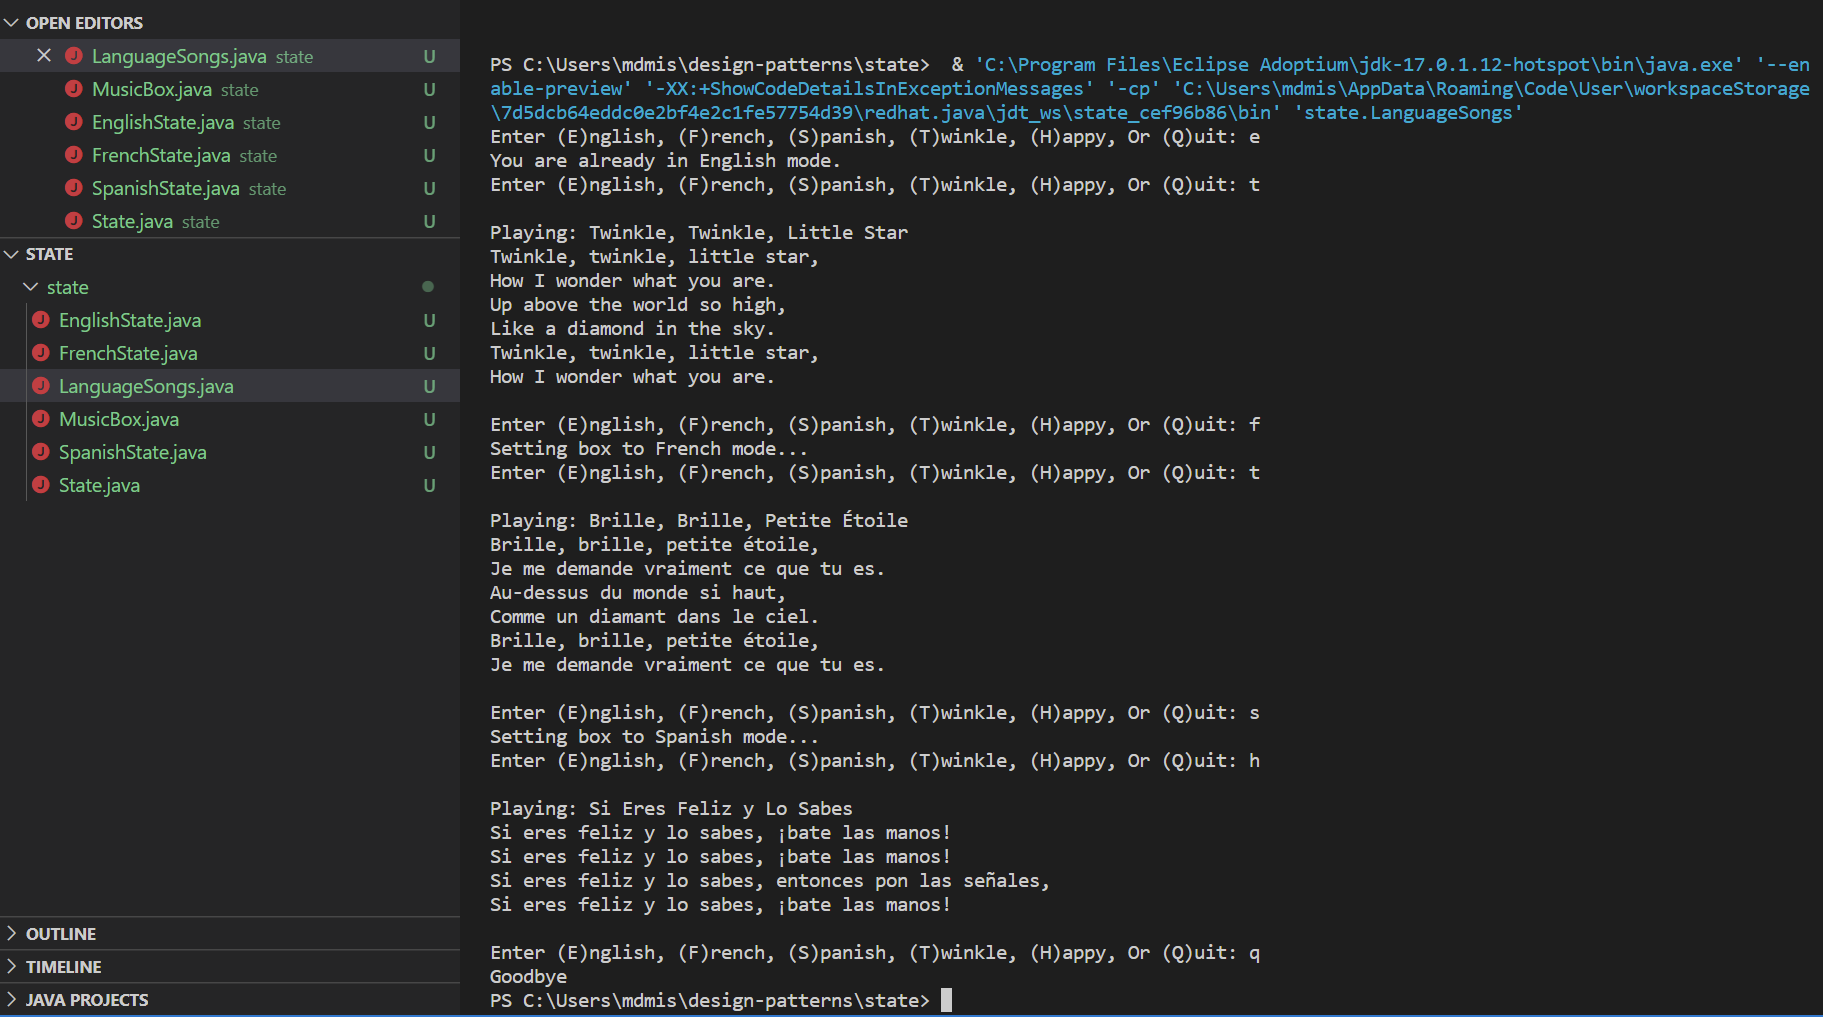 OPEN EDITORS
LanguageSongs.java state U
MusicBox.java state U
EnglishState.java state U
FrenchState.java state U
SpanishState.java state U
State.java state U
STATE
state
EnglishState.java U
FrenchState.java U
LanguageSongs.java U
MusicBox.java U
SpanishState.java U
State.java U
OUTLINE
TIMELINE
JAVA PROJECTS
PS C:\Users\mdmis\design-patterns\state>  & 'C:\Program Files\Eclipse Adoptium\jdk-17.0.1.12-hotspot\bin\java.exe' '--en
able-preview' '-XX:+ShowCodeDetailsInExceptionMessages' '-cp' 'C:\Users\mdmis\AppData\Roaming\Code\User\workspaceStorage
\7d5dcb64eddc0e2bf4e2c1fe57754d39\redhat.java\jdt_ws\state_cef96b86\bin' 'state.LanguageSongs'
Enter (E)nglish, (F)rench, (S)panish, (T)winkle, (H)appy, Or (Q)uit: e
You are already in English mode.
Enter (E)nglish, (F)rench, (S)panish, (T)winkle, (H)appy, Or (Q)uit: t
Playing: Twinkle, Twinkle, Little Star
Twinkle, twinkle, little star,
How I wonder what you are.
Up above the world so high,
Like a diamond in the sky.
Twinkle, twinkle, little star,
How I wonder what you are.
Enter (E)nglish, (F)rench, (S)panish, (T)winkle, (H)appy, Or (Q)uit: f
Setting box to French mode...
Enter (E)nglish, (F)rench, (S)panish, (T)winkle, (H)appy, Or (Q)uit: t
Playing: Brille, Brille, Petite Étoile
Brille, brille, petite étoile,
Je me demande vraiment ce que tu es.
Au-dessus du monde si haut,
Comme un diamant dans le ciel.
Brille, brille, petite étoile,
Je me demande vraiment ce que tu es.
Enter (E)nglish, (F)rench, (S)panish, (T)winkle, (H)appy, Or (Q)uit: s
Setting box to Spanish mode...
Enter (E)nglish, (F)rench, (S)panish, (T)winkle, (H)appy, Or (Q)uit: h
Playing: Si Eres Feliz y Lo Sabes
Si eres feliz y lo sabes, ¡bate las manos!
Si eres feliz y lo sabes, ¡bate las manos!
Si eres feliz y lo sabes, entonces pon las señales,
Si eres feliz y lo sabes, ¡bate las manos!
Enter (E)nglish, (F)rench, (S)panish, (T)winkle, (H)appy, Or (Q)uit: q
Goodbye
PS C:\Users\mdmis\design-patterns\state>